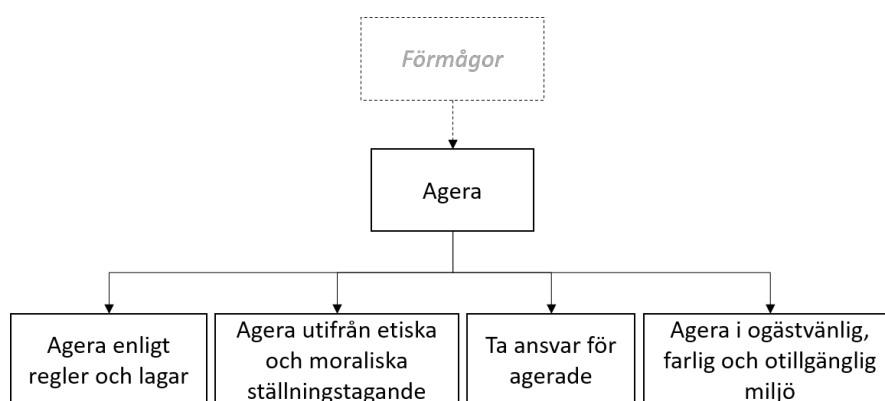 Förmågor
Agera
Agera enligt
regler och lagar
Agera utifrån etiska
och moraliska
ställningstagande
Ta ansvar för
agerade
Agera i ogästvänlig,
farlig och otillgänglig
miljö